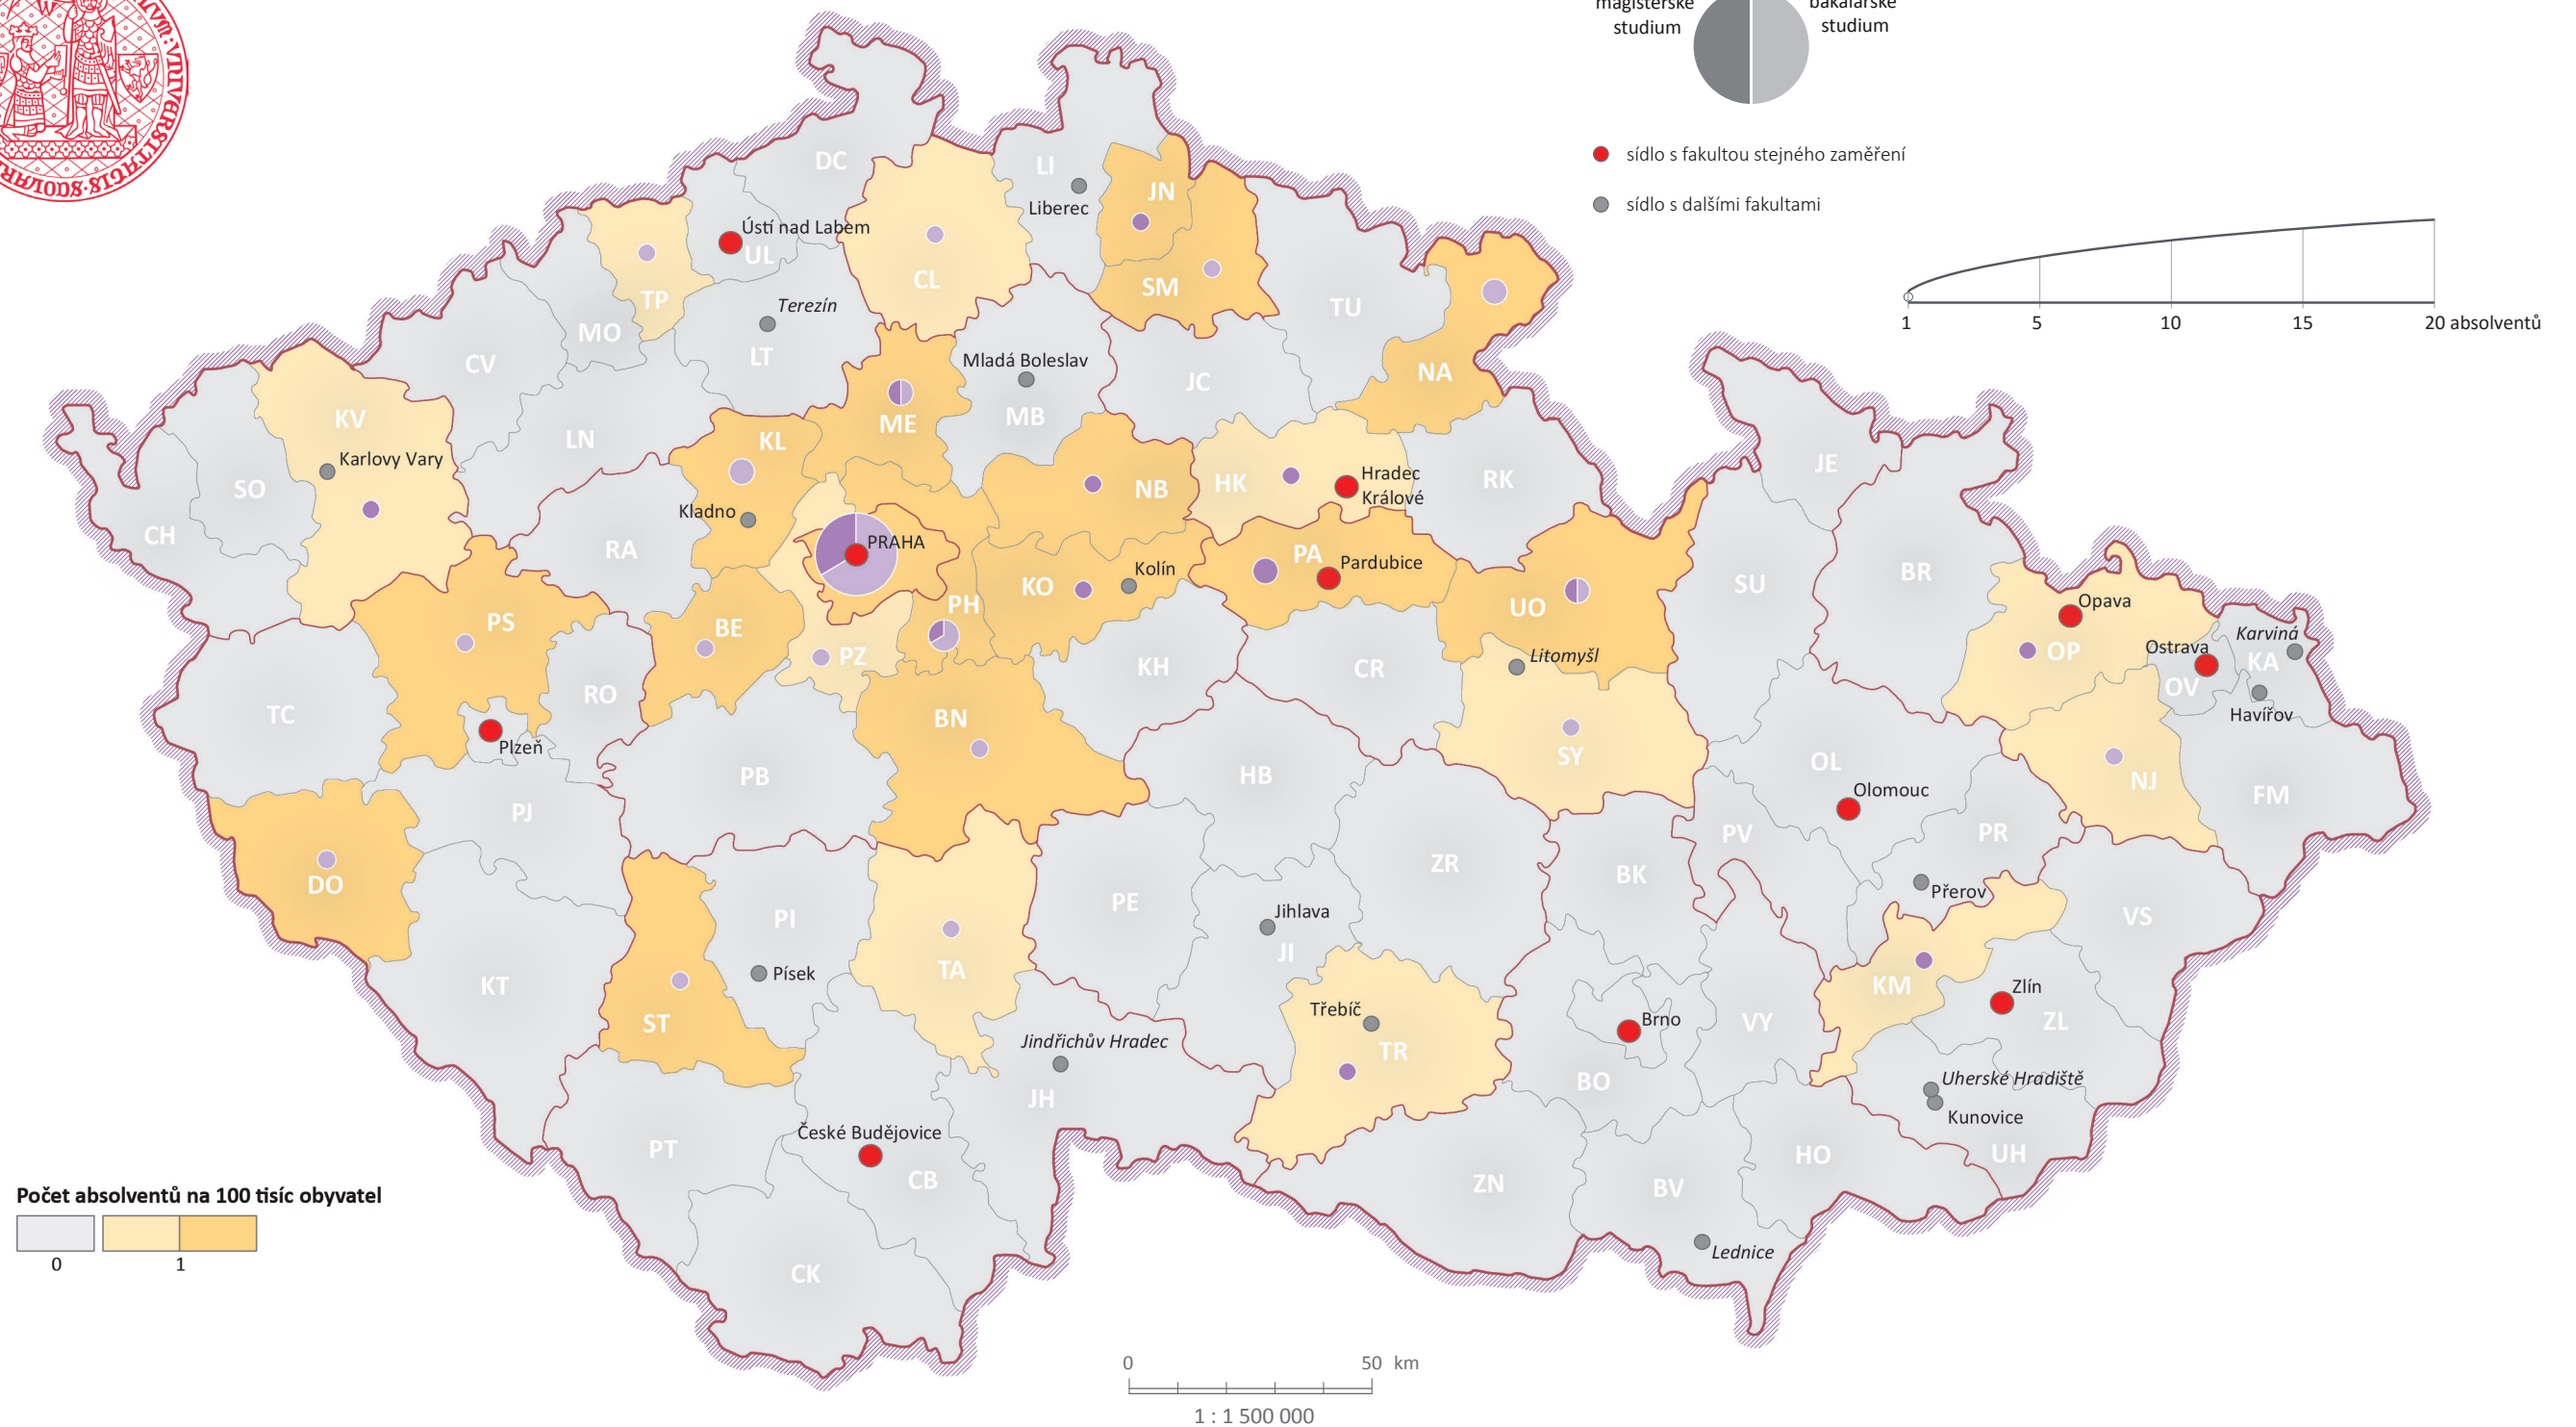 magisterské
studium
bakalářské
studium
sídlo s fakultou stejného zaměření
sídlo s dalšími fakultami
1
5
10
15
20 absolventů
DC
LI
Liberec
JN
Ústí nad Labem
UL
TP
CL
SM
TU
Terezín
MO
LT
CV
Mladá Boleslav
MB
JC
NA
KV
Karlovy Vary
LN
KL
ME
Kladno
NB
HK
Hradec
Králové
RK
JE
SO
CH
RA
PRAHA
PH
KO
Kolín
PA
Pardubice
UO
SU
BR
Opava
OP
Ostrava
OV
Karviná
KA
Havířov
PS
BE
PZ
KH
CR
Litomyšl
TC
RO
Plzeň
BN
SY
OL
Olomouc
NJ
FM
PB
HB
PJ
PV
PR
Přerov
DO
PI
Písek
PE
ZR
BK
VS
Jihlava
JI
TA
KT
ST
KM
Zlín
ZL
Třebíč
TR
Brno
VY
BO
Jindřichův Hradec
JH
Uherské Hradiště
Kunovice
UH
České Budějovice
CB
PT
HO
ZN
BV
Lednice
CK
Počet absolventů na 100 tisíc obyvatel
0
1
0
50 km
1 : 1 500 000